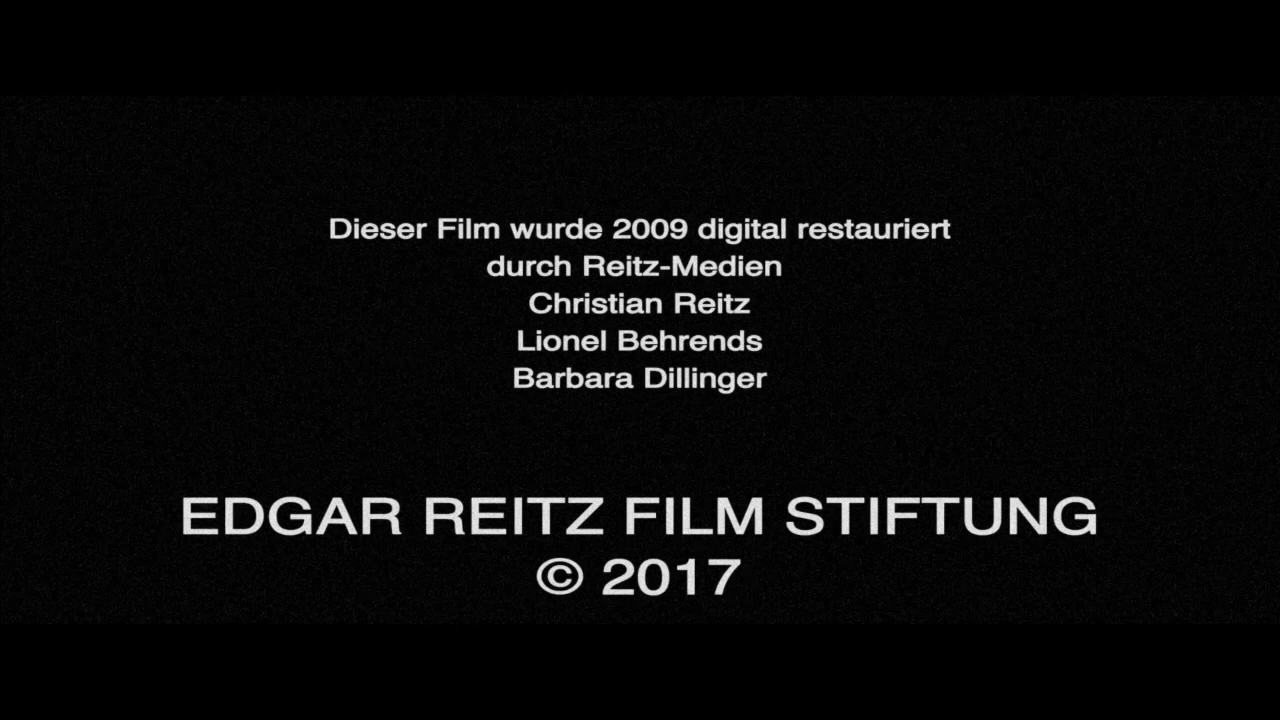 Dieser Film wurde 2009 digital restauriert
durch Reitz-Medien
Christian Reitz
Lionel Behrends
Barbara Dillinger
EDGAR REITZ FILM STIFTUNG
© 2017